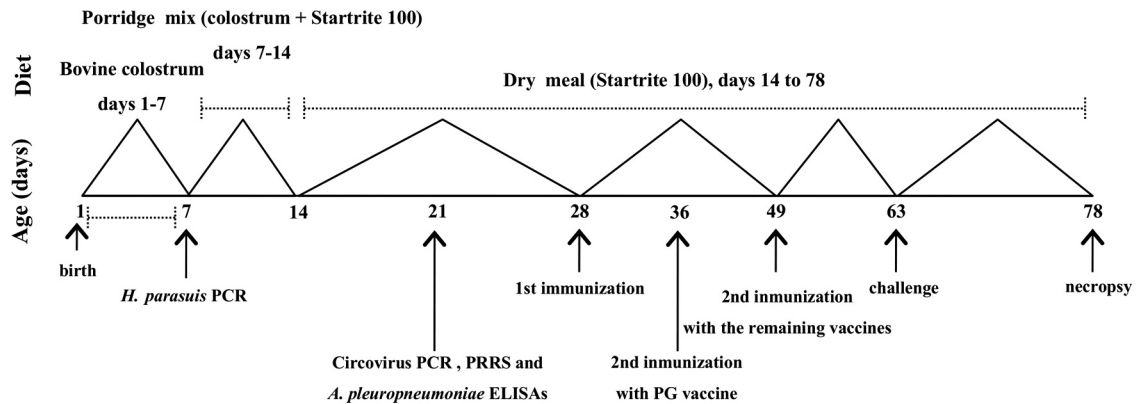 Porridge mix (colostrum + Startrite 100)
days 7-14
Bovine colostrum
days 1-7
Dry meal (Startrite 100), days 14 to 78
Diet
Age (days)
1 7 14 21 28 36 49 63 78
birth
H. parasuis PCR
Circovirus PCR , PRRS and
A. pleuropneumoniae ELISAs
1st immunization
2nd inmunization
with PG vaccine
2nd inmunization
with the remaining vaccines
challenge
necropsy